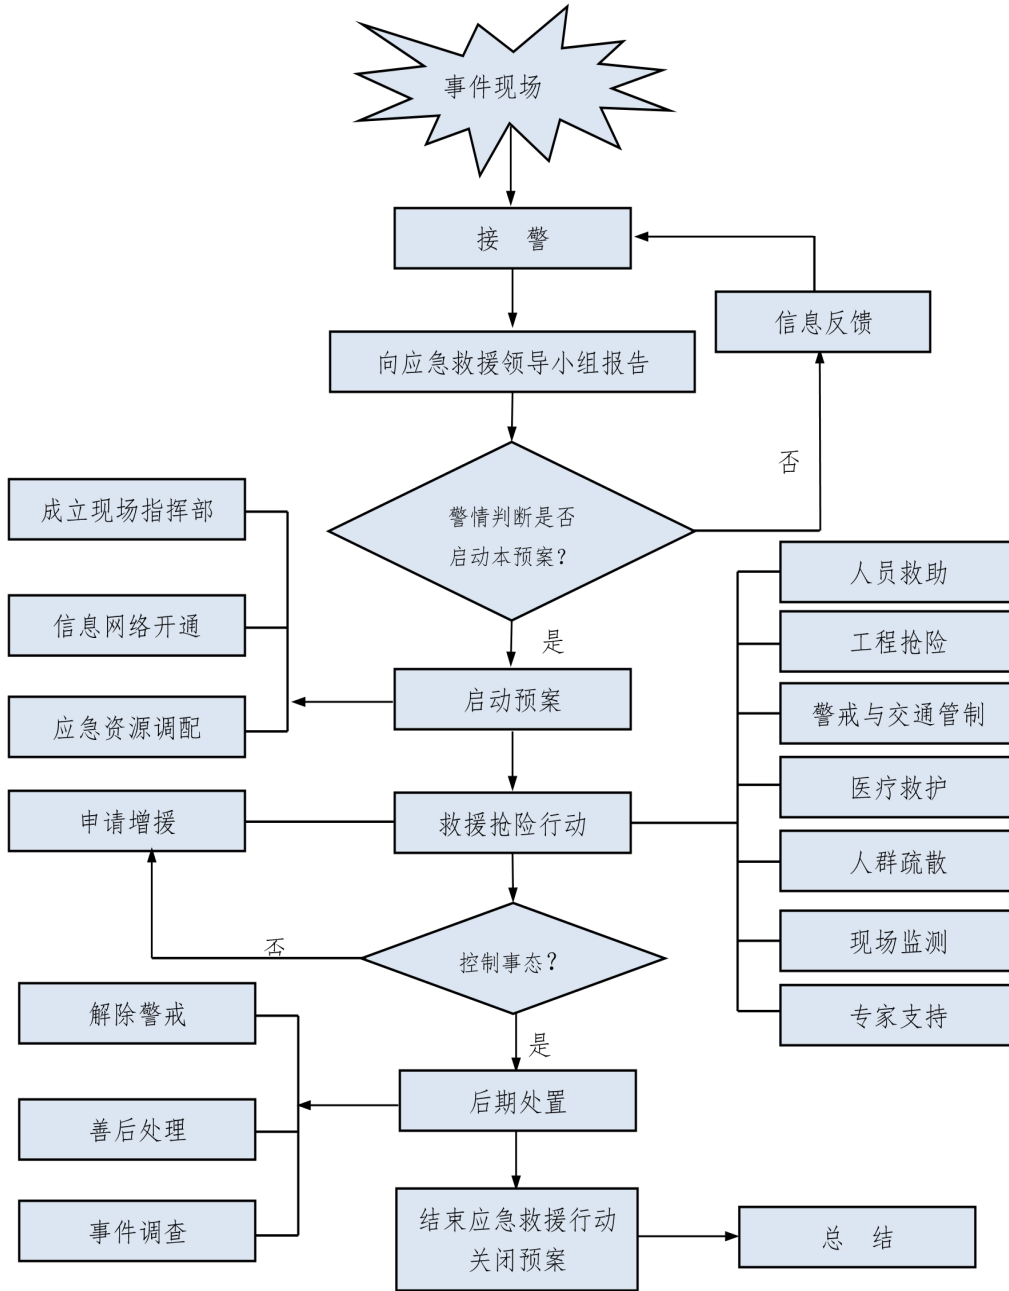 事件现场
接 警
信息反馈
向应急救援领导小组报告
否
警情判断是否
启动本预案？
成立现场指挥部
信息网络开通
应急资源调配
是
启动预案
人员救助
工程抢险
警戒与交通管制
医疗救护
人群疏散
现场监测
专家支持
申请增援
救援抢险行动
否
控制事态？
是
解除警戒
善后处理
事件调查
后期处置
结束应急救援行动
关闭预案
总 结